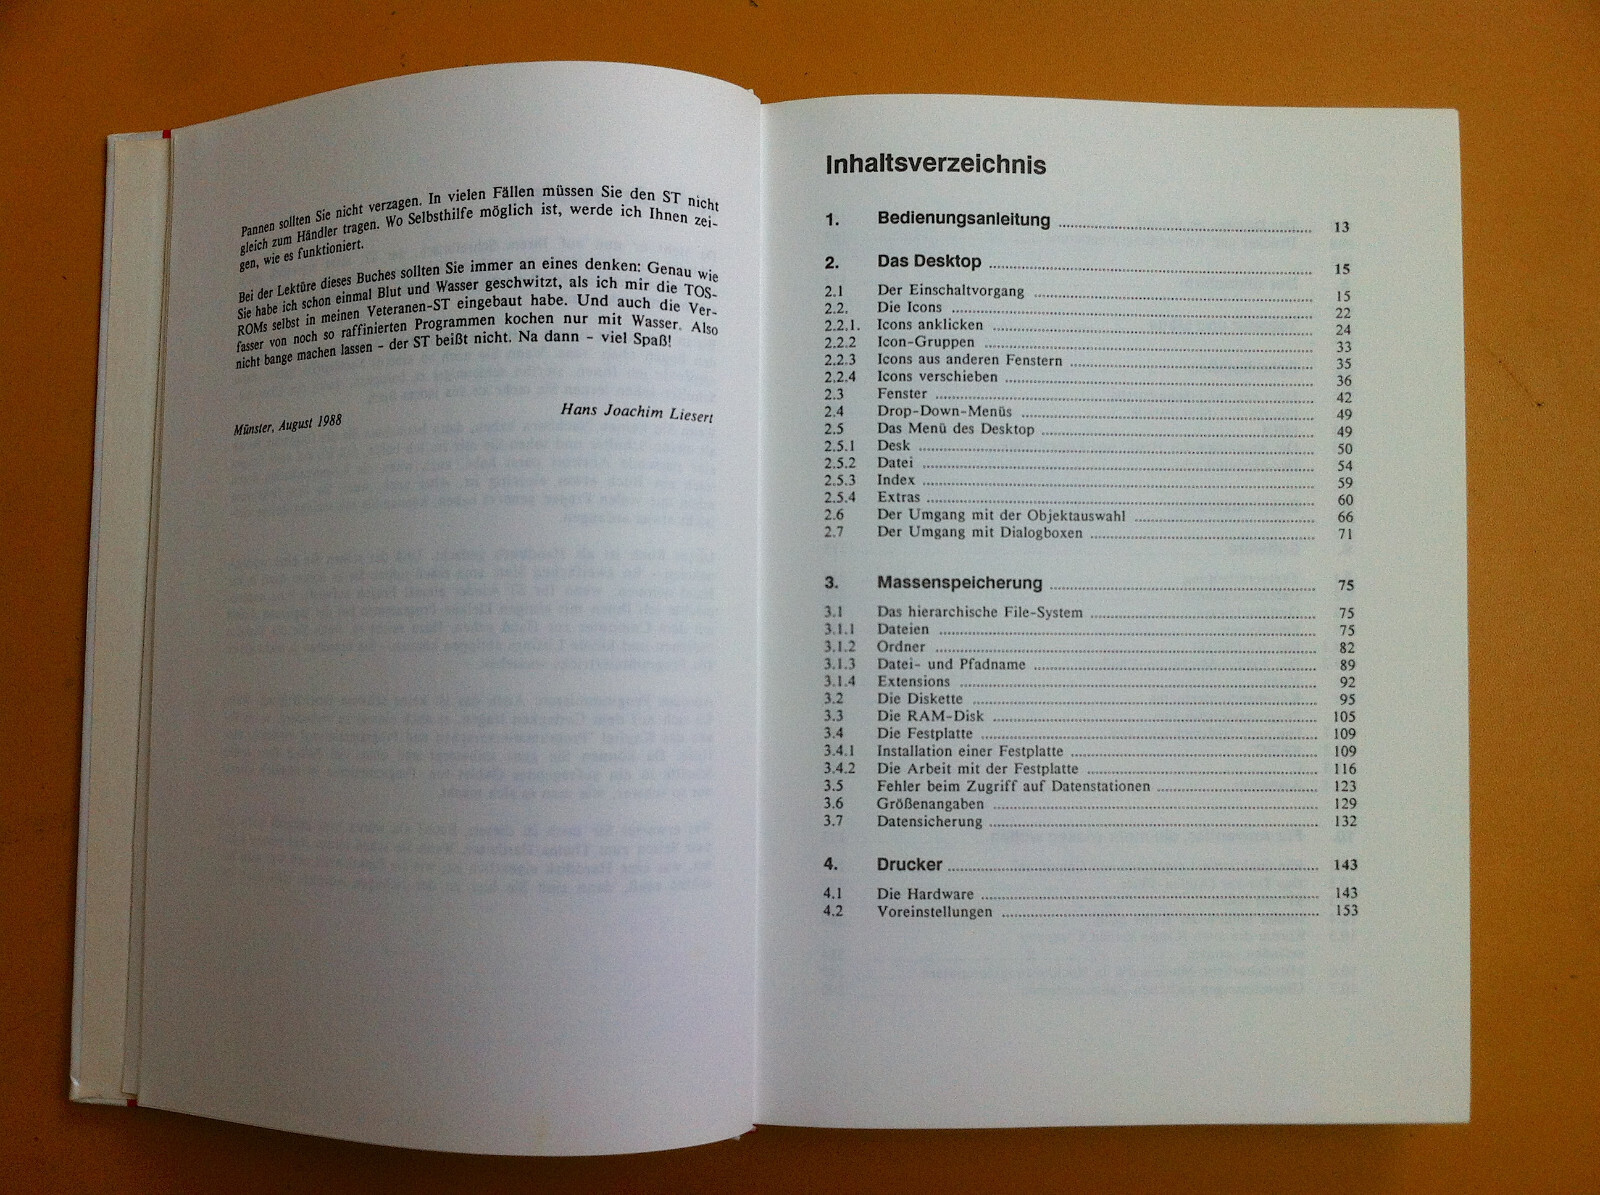 Pannen sollten Sie nicht verzagen. In vielen Fällen müssen Sie den ST nicht
gleich zum Händler tragen. Wo Selbsthilfe möglich ist, werde ich Ihnen zei-
gen, wie es funktioniert.
Bei der Lektüre dieses Buches sollten Sie immer an eines denken: Genau wie
Sie habe ich schon einmal Blut und Wasser geschwitzt, als ich mir die TOS-
ROMs selbst in meinen Veteranen-ST eingebaut habe. Und auch die Ver-
fasser von noch so raffinierten Programmen kochen nur mit Wasser. Also
nicht bange machen lassen - der ST beißt nicht. Na dann - viel Spaß!
Münster, August 1988 Hans Joachim Liesert
Inhaltsverzeichnis
1. Bedienungsanleitung 13
2. Das Desktop 15
2.1 Der Einschaltvorgang 15
2.2. Die Icons 22
2.2.1. Icons anklicken 24
2.2.2 Icon-Gruppen 33
2.2.3 Icons aus anderen Fenstern 35
2.2.4 Icons verschieben 36
2.3 Fenster 42
2.4 Drop-Down-Menüs 49
2.5 Das Menü des Desktop 49
2.5.1 Desk 50
2.5.2 Datei 54
2.5.3 Index 59
2.5.4 Extras 60
2.6 Der Umgang mit der Objektauswahl 66
2.7 Der Umgang mit Dialogboxen 71
3. Massenspeicherung 75
3.1 Das hierarchische File-System 75
3.1.1 Dateien 75
3.1.2 Ordner 82
3.1.3 Datei- und Pfadname 89
3.1.4 Extensions 92
3.2 Die Diskette 95
3.3 Die RAM-Disk 105
3.4 Die Festplatte 109
3.4.1 Installation einer Festplatte 109
3.4.2 Die Arbeit mit der Festplatte 116
3.5 Fehler beim Zugriff auf Datenstationen 123
3.6 Größenangaben 129
3.7 Datensicherung 132
4. Drucker 143
4.1 Die Hardware 143
4.2 Voreinstellungen 153